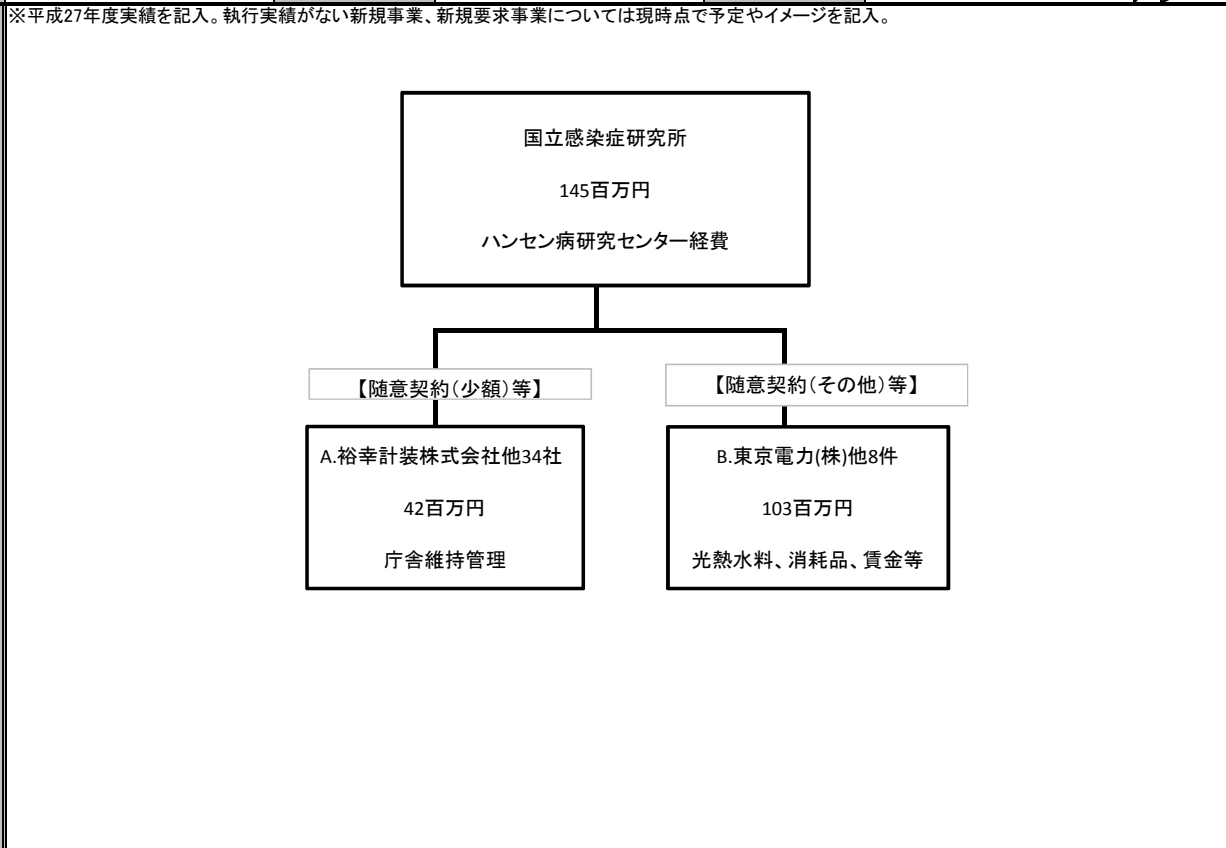 ※平成27年度実績を記入。執行実績がない新規事業、新規要求事業については現時点で予定やイメージを記入。
国立感染症研究所
145百万円
ハンセン病研究センター経費
【随意契約(少額)等】
【随意契約(その他)等】
A.裕幸計装株式会社他34社
42百万円
庁舎維持管理
B.東京電力(株)他8件
103百万円
光熱水料、消耗品、賃金等